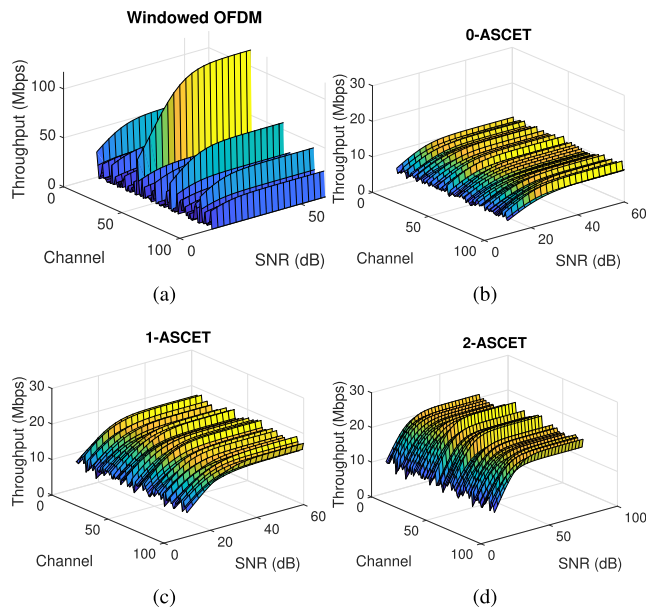 Windowed OFDM
Throughput (Mbps)
100
50
0
0
50
100
Channel
0
50
SNR (dB)
(a)
0-ASCET
Throughput (Mbps)
30
20
10
0
0
50
100
Channel
0
20
40
60
SNR (dB)
(b)
1-ASCET
Throughput (Mbps)
30
20
10
0
0
50
100
Channel
0
20
40
60
SNR (dB)
(c)
2-ASCET
Throughput (Mbps)
30
20
10
0
0
50
100
Channel
0
50
100
SNR (dB)
(d)